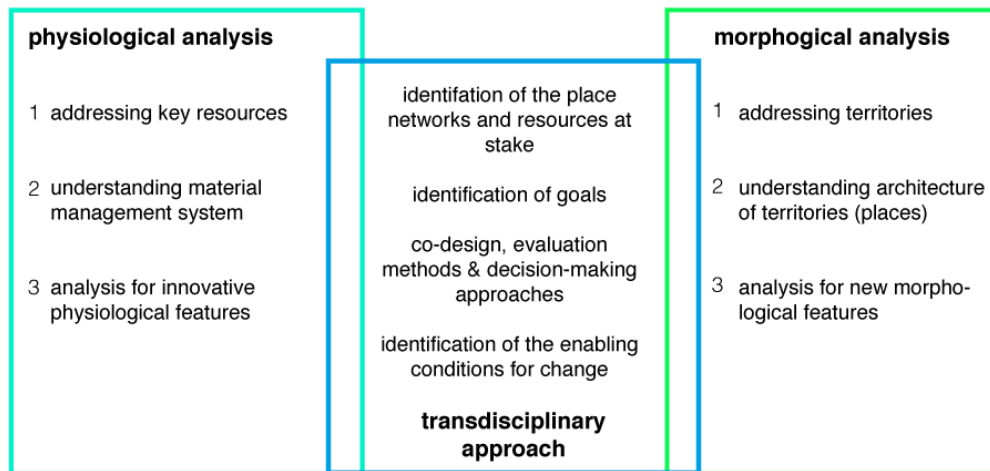 physiological analysis
1 addressing key resources
2 understanding material
management system
3 analysis for innovative
physiological features
identifation of the place
networks and resources at
stake
identification of goals
co-design, evaluation
methods & decision-making
approaches
identification of the enabling
conditions for change
transdisciplinary
approach
morphogical analysis
1 addressing territories
2 understanding architecture
of territories (places)
3 analysis for new morpho-
logical features